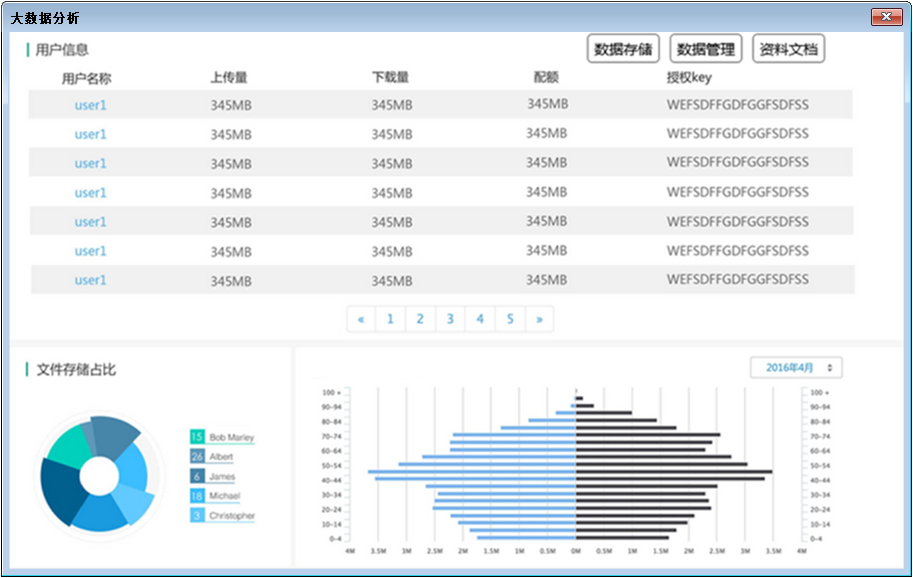 大数据分析
用户信息
数据存储 数据管理 资料文档
用户名称 上传量 下载量 配额 授权key
user1 345MB 345MB 345MB WEFSDFFGDFGGFSDFSS
user1 345MB 345MB 345MB WEFSDFFGDFGGFSDFSS
user1 345MB 345MB 345MB WEFSDFFGDFGGFSDFSS
user1 345MB 345MB 345MB WEFSDFFGDFGGFSDFSS
user1 345MB 345MB 345MB WEFSDFFGDFGGFSDFSS
user1 345MB 345MB 345MB WEFSDFFGDFGGFSDFSS
user1 345MB 345MB 345MB WEFSDFFGDFGGFSDFSS
« 1 2 3 4 5 »
文件存储占比
15 Bob Marley
26 Albert
6 James
18 Michael
3 Christopher
2016年4月
100 + 100 +
90-94 90-94
80-84 80-84
70-74 70-74
60-64 60-64
50-54 50-54
40-44 40-44
30-34 30-34
20-24 20-24
10-14 10-14
0-4 0-4
4M 3.5M 3M 2.5M 2M 1.5M 1M 0.5M 0M 0.5M 1M 1.5M 2M 2.5M 3M 3.5M 4M